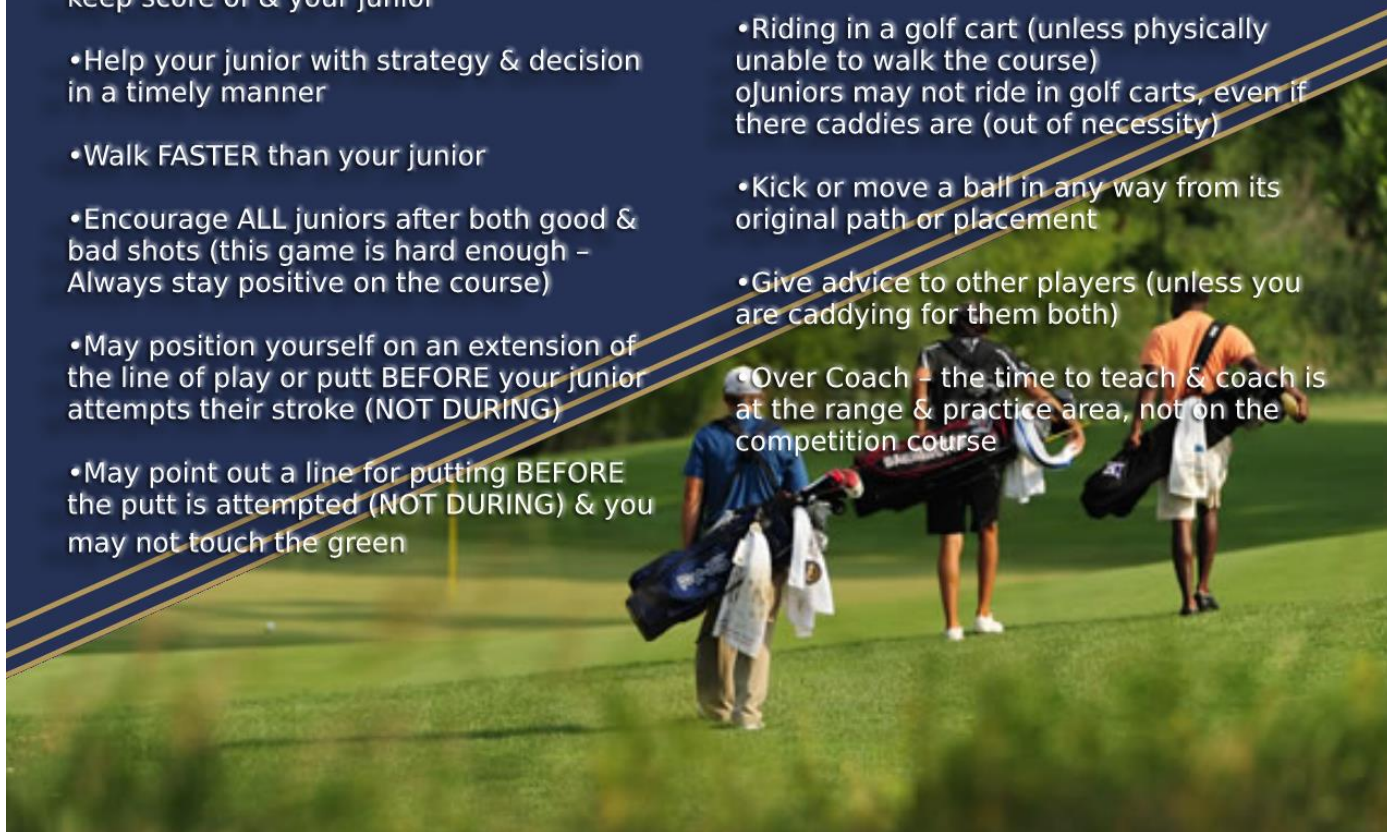 keep score of & your junior
•Help your junior with strategy & decision
in a timely manner
•Walk FASTER than your junior
•Encourage ALL juniors after both good &
bad shots (this game is hard enough –
Always stay positive on the course)
•May position yourself on an extension of
the line of play or putt BEFORE your junior
attempts their stroke (NOT DURING)
•May point out a line for putting BEFORE
the putt is attempted (NOT DURING) & you
may not touch the green
•Riding in a golf cart (unless physically
unable to walk the course)
oJuniors may not ride in golf carts, even if
there caddies are (out of necessity)
•Kick or move a ball in any way from its
original path or placement
•Give advice to other players (unless you
are caddying for them both)
•Over Coach – the time to teach & coach is
at the range & practice area, not on the
competition course